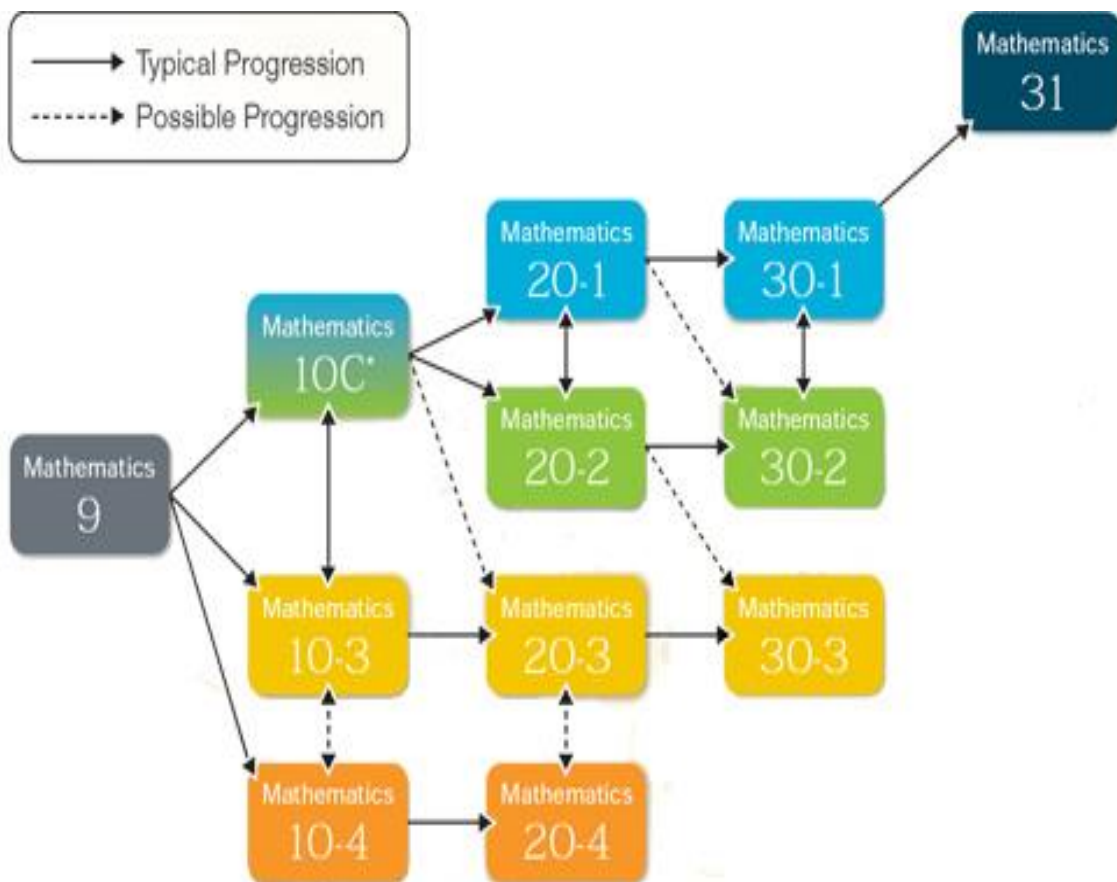 Typical Progression
Possible Progression
Mathematics
31
Mathematics
20-1
Mathematics
30-1
Mathematics
10C*
Mathematics
20-2
Mathematics
30-2
Mathematics
9
Mathematics
10-3
Mathematics
20-3
Mathematics
30-3
Mathematics
10-4
Mathematics
20-4